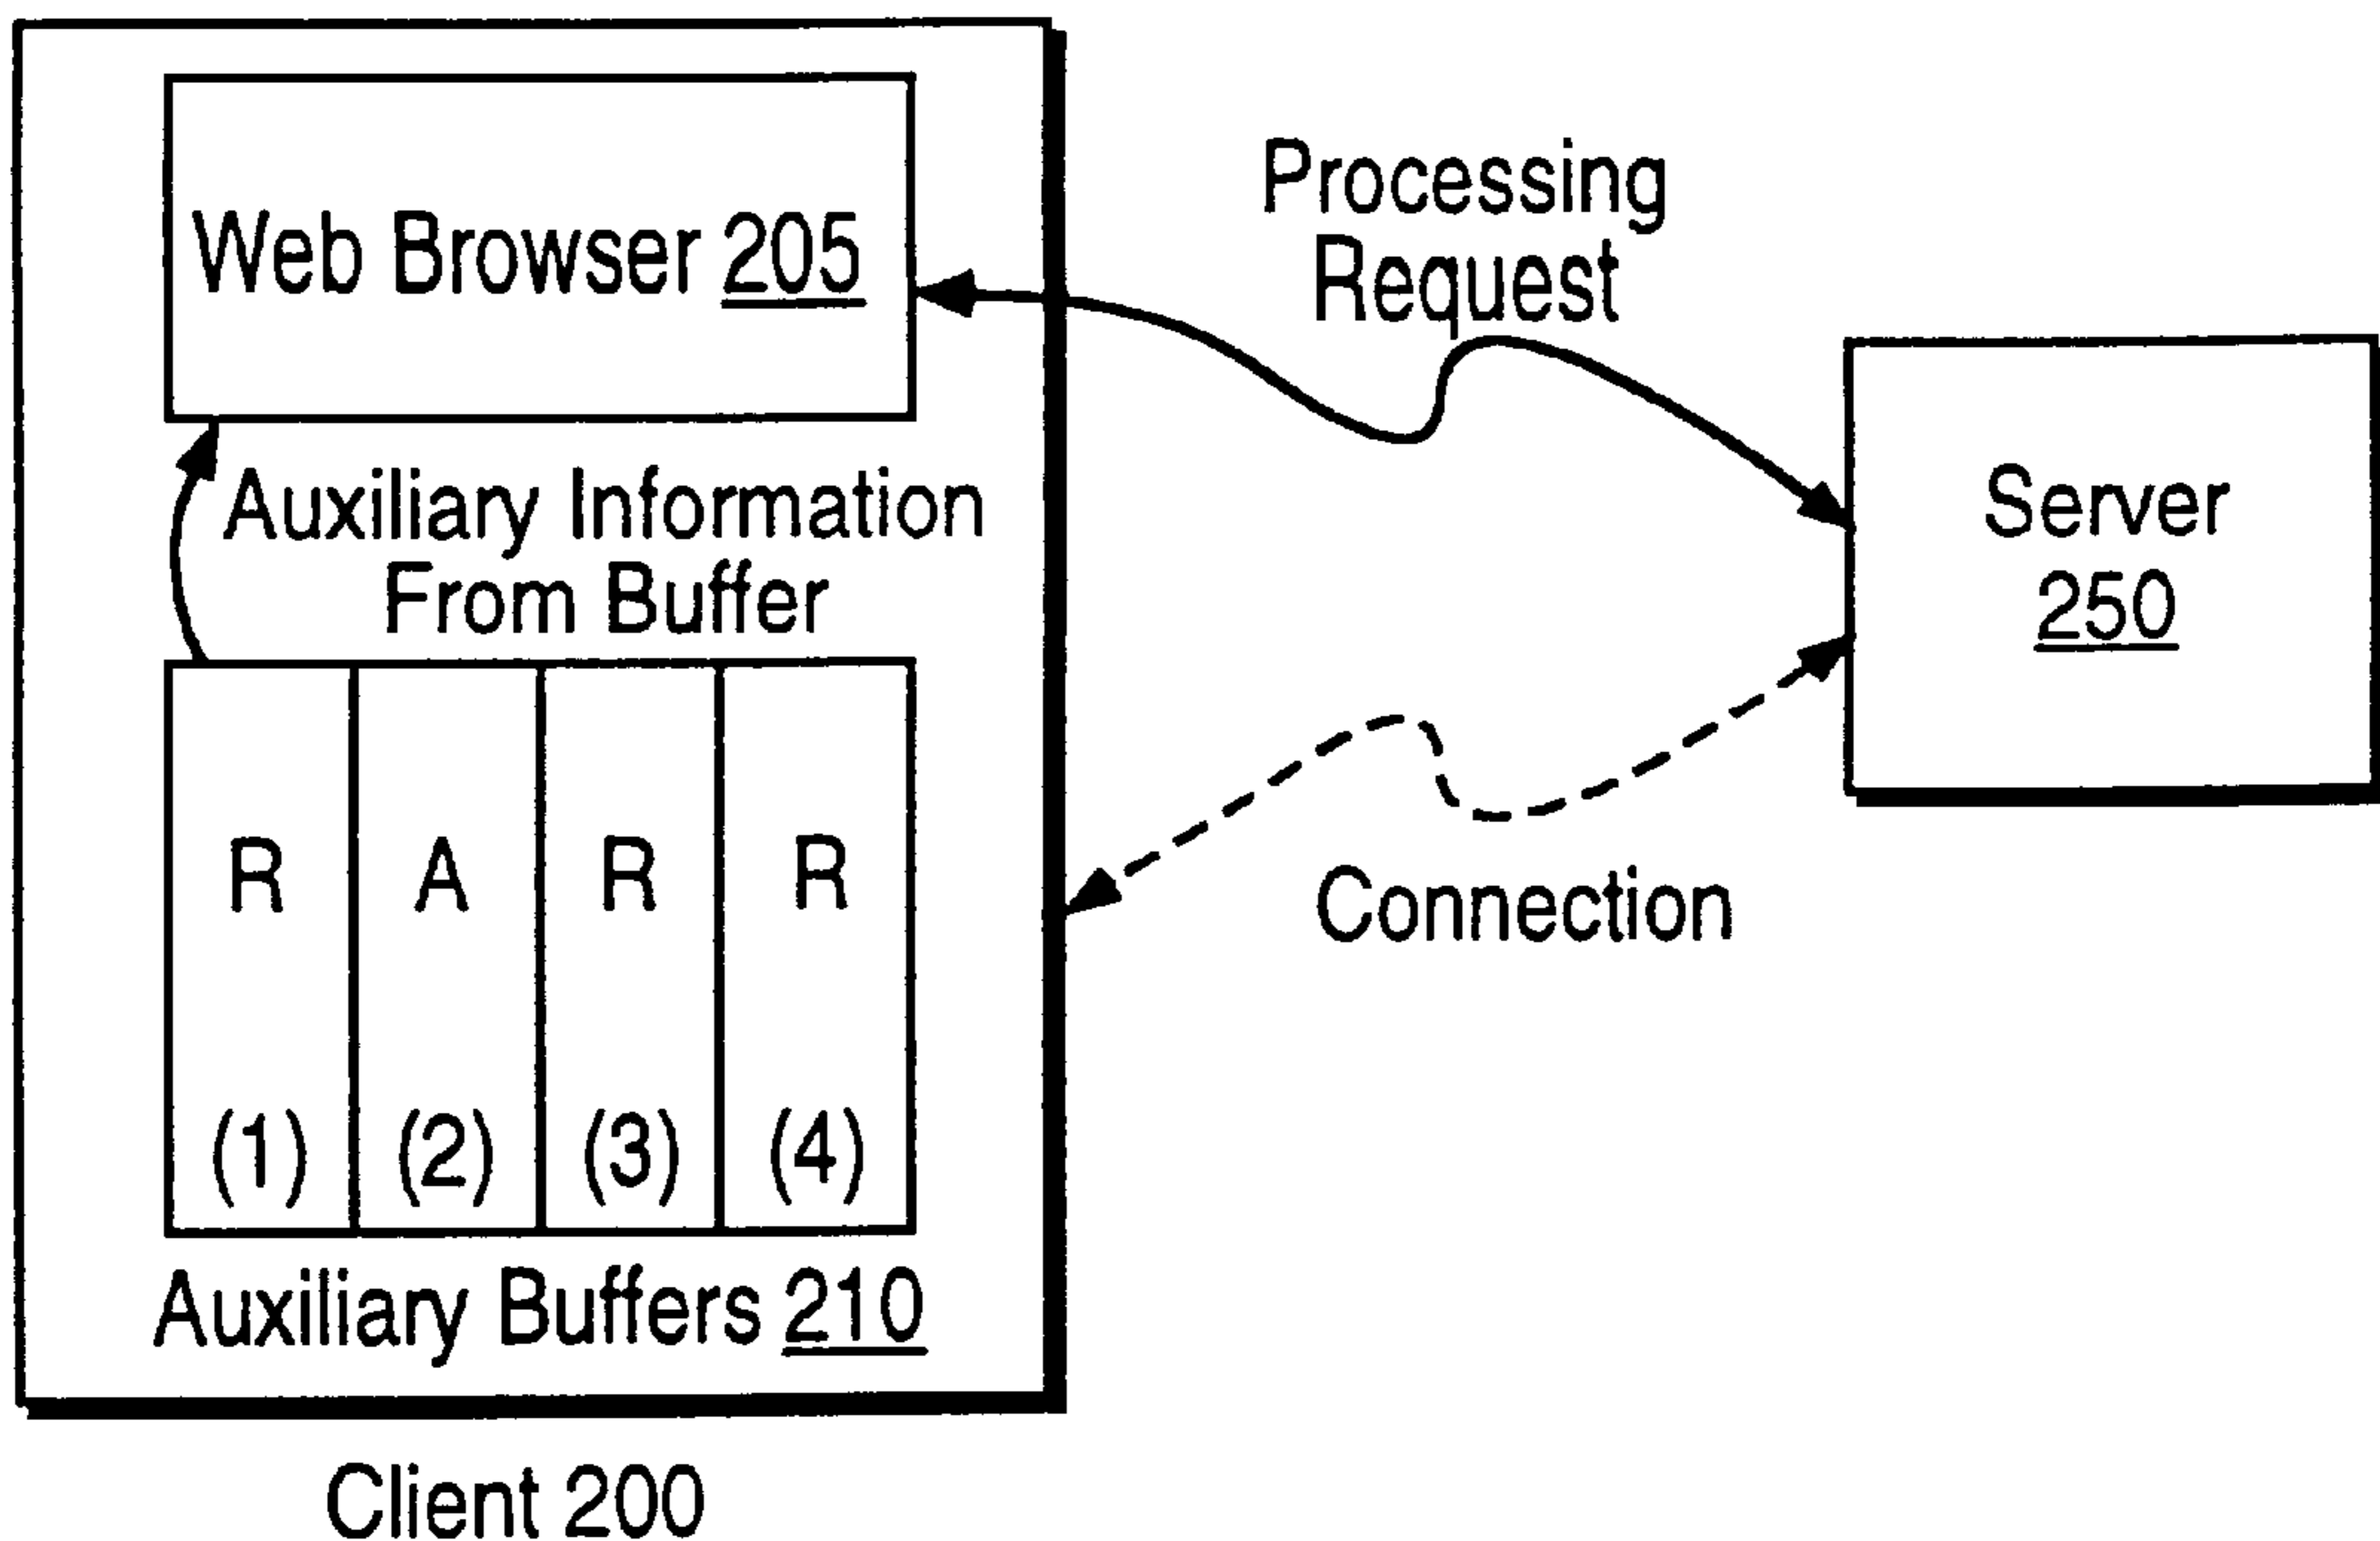 Web Browser 205
Processing
Request
Auxiliary Information
From Buffer
Server
250
R A R R
(1) (2) (3) (4)
Connection
Auxiliary Buffers 210
Client 200